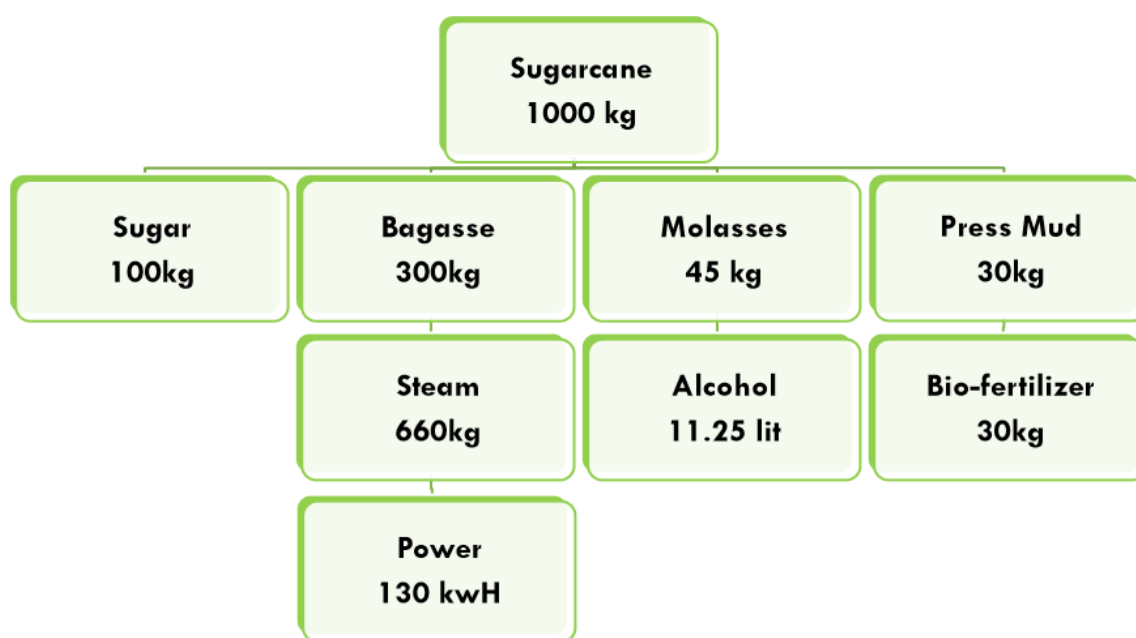 Sugarcane
1000 kg
Sugar
100kg
Bagasse
300kg
Molasses
45 kg
Press Mud
30kg
Steam
660kg
Alcohol
11.25 lit
Bio-fertilizer
30kg
Power
130 kwH